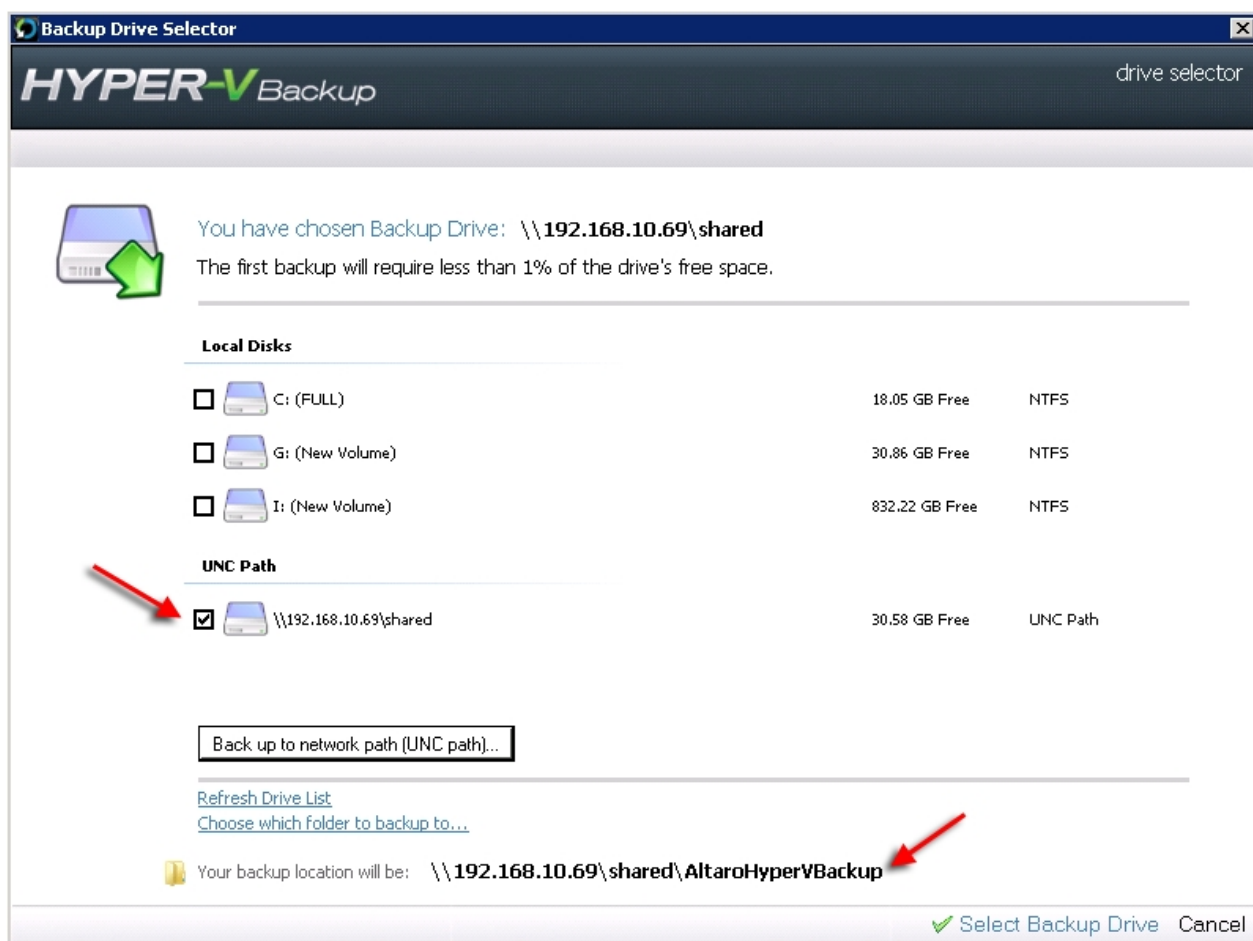 Backup Drive Selector
HYPER-V Backup
drive selector
You have chosen Backup Drive: \\192.168.10.69\shared
The first backup will require less than 1% of the drive's free space.
Local Disks
C: (FULL) 18.05 GB Free NTFS
G: (New Volume) 30.86 GB Free NTFS
I: (New Volume) 832.22 GB Free NTFS
UNC Path
\\192.168.10.69\shared 30.58 GB Free UNC Path
Back up to network path (UNC path)...
Refresh Drive List
Choose which folder to backup to...
Your backup location will be: \\192.168.10.69\shared\AltaroHyperVBackup
Select Backup Drive Cancel